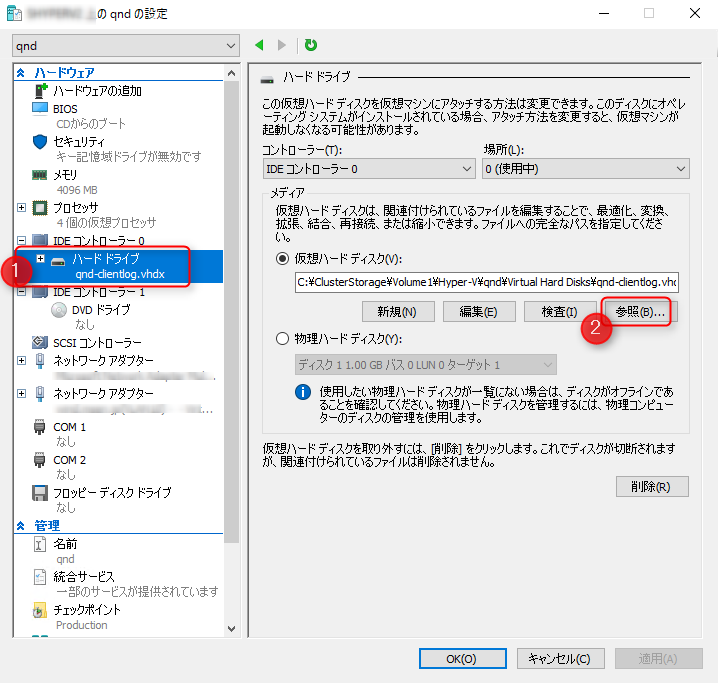 の qnd の設定
qnd
ハードウェア
ハードウェアの追加
BIOS
CDからのブート
セキュリティ
キー記憶域ドライブが無効です
メモリ
4096 MB
プロセッサ
4 個の仮想プロセッサ
IDE コントローラー 0
1
ハード ドライブ
qnd-clientlog.vhdx
IDE コントローラー 1
DVD ドライブ
なし
SCSI コントローラー
ネットワーク アダプター
ネットワーク アダプター
COM 1
なし
COM 2
なし
フロッピー ディスク ドライブ
なし
管理
名前
qnd
統合サービス
一部のサービスが提供されています
チェックポイント
Production
ハード ドライブ
この仮想ハード ディスクを仮想マシンにアタッチする方法は変更できます。このディスクにオペレ
ーティング システムがインストールされている場合、アタッチ方法を変更すると、仮想マシンが
起動しなくなる可能性があります。
コントローラー(T):
場所(L):
IDE コントローラー 0
0 (使用中)
メディア
仮想ハード ディスクは、関連付けられているファイルを編集することで、最適化、変換、
拡張、結合、再接続、または縮小できます。ファイルへの完全なパスを指定してくださ
い。
仮想ハード ディスク(V):
C:¥ClusterStorage¥Volume1¥Hyper-V¥qnd¥Virtual Hard Disks¥qnd-clientlog.vhd
新規(N)
編集(E)
検査(I)
参照(B)...
2
物理ハード ディスク(Y):
ディスク 1 1.00 GB バス 0 LUN 0 ターゲット 1
使用したい物理ハード ディスクが一覧にない場合は、ディスクがオフラインであ
ることを確認してください。物理ハード ディスクを管理するには、物理コンピュー
ターのディスクの管理を使用します。
仮想ハード ディスクを取り外すには、[削除] をクリックします。これでディスクが切断されます
が、関連付けられているファイルは削除されません。
削除(R)
OK(O)
キャンセル(C)
適用(A)